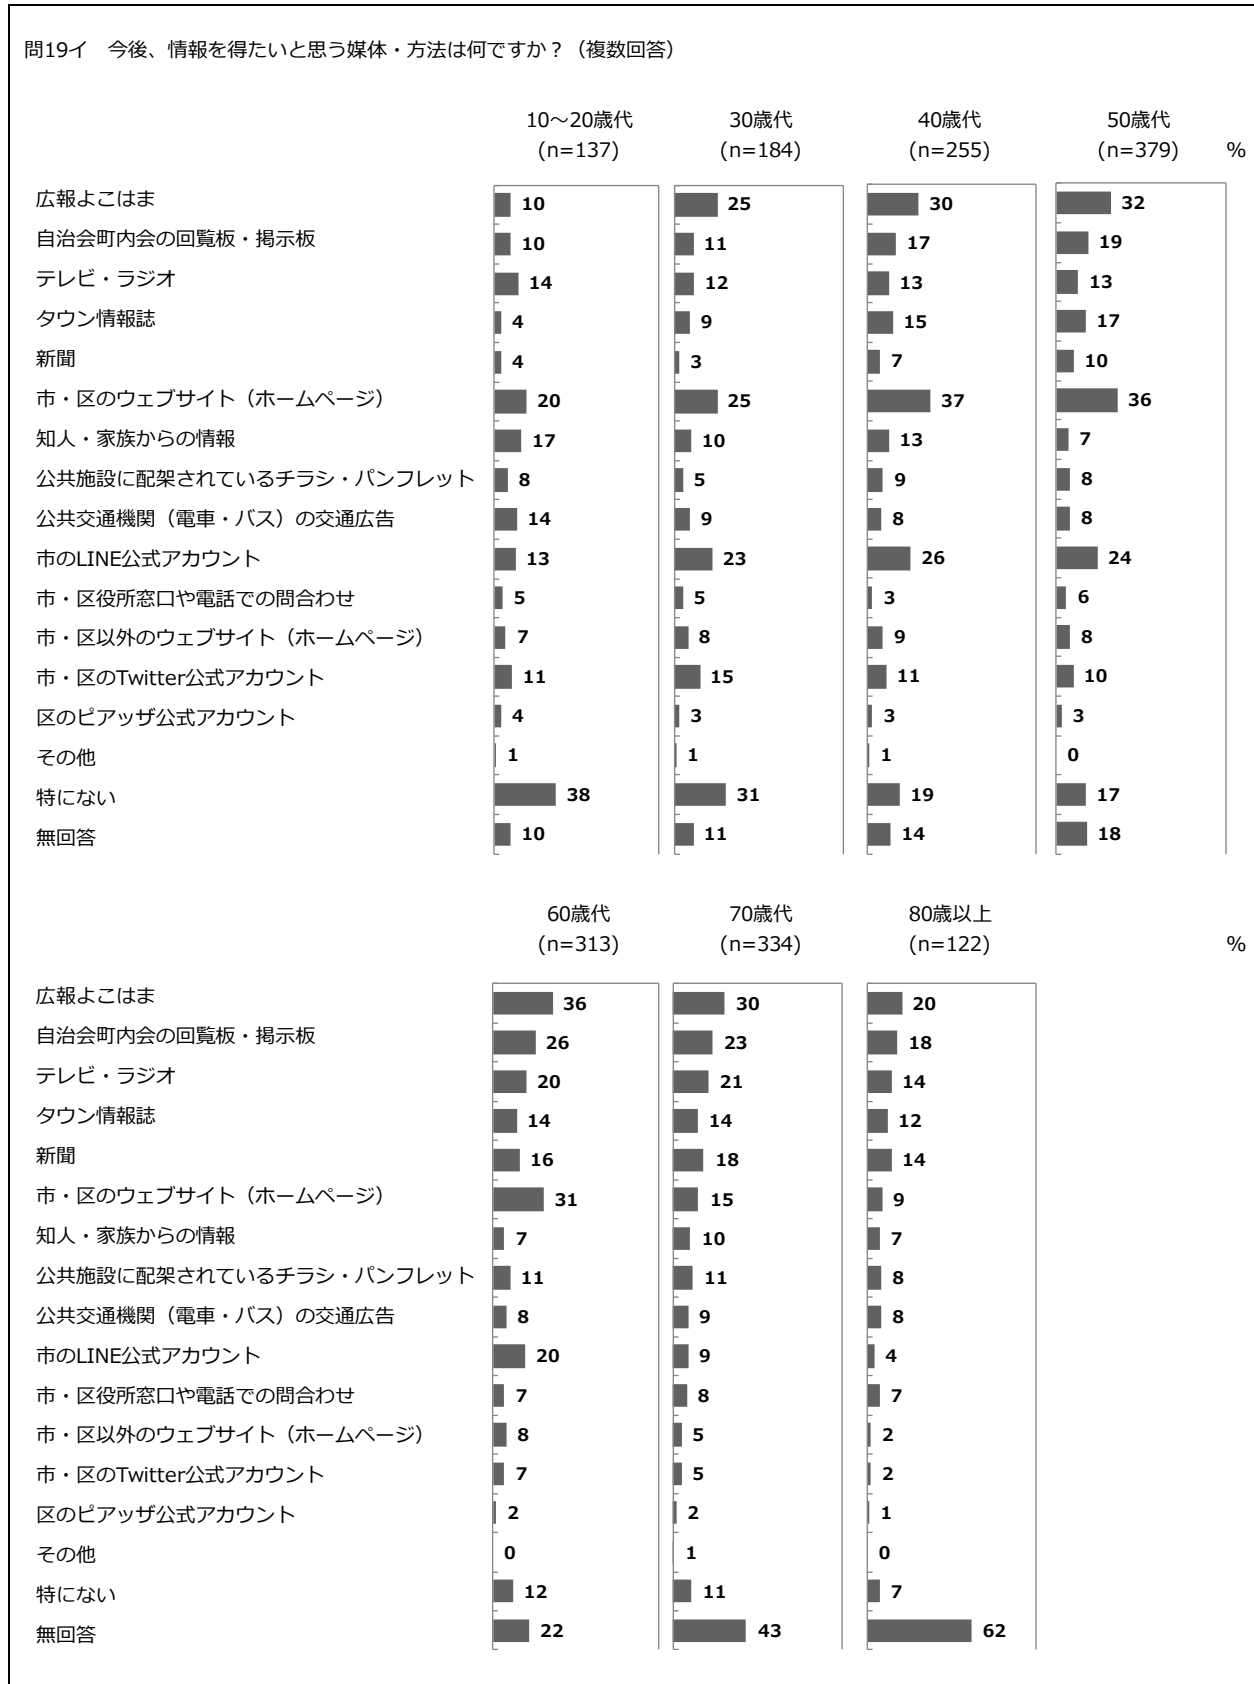 問19イ　今後、情報を得たいと思う媒体・方法は何ですか？（複数回答）
10～20歳代 30歳代 40歳代 50歳代
(n=137) (n=184) (n=255) (n=379) %
広報よこはま 10 25 30 32
自治会町内会の回覧板・掲示板 10 11 17 19
テレビ・ラジオ 14 12 13 13
タウン情報誌 4 9 15 17
新聞 4 3 7 10
市・区のウェブサイト（ホームページ） 20 25 37 36
知人・家族からの情報 17 10 13 7
公共施設に配架されているチラシ・パンフレット 8 5 9 8
公共交通機関（電車・バス）の交通広告 14 9 8 8
市のLINE公式アカウント 13 23 26 24
市・区役所窓口や電話での問合わせ 5 5 3 6
市・区以外のウェブサイト（ホームページ） 7 8 9 8
市・区のTwitter公式アカウント 11 15 11 10
区のピアッザ公式アカウント 4 3 3 3
その他 1 1 1 0
特にない 38 31 19 17
無回答 10 11 14 18
60歳代 70歳代 80歳以上
(n=313) (n=334) (n=122) %
広報よこはま 36 30 20
自治会町内会の回覧板・掲示板 26 23 18
テレビ・ラジオ 20 21 14
タウン情報誌 14 14 12
新聞 16 18 14
市・区のウェブサイト（ホームページ） 31 15 9
知人・家族からの情報 7 10 7
公共施設に配架されているチラシ・パンフレット 11 11 8
公共交通機関（電車・バス）の交通広告 8 9 8
市のLINE公式アカウント 20 9 4
市・区役所窓口や電話での問合わせ 7 8 7
市・区以外のウェブサイト（ホームページ） 8 5 2
市・区のTwitter公式アカウント 7 5 2
区のピアッザ公式アカウント 2 2 1
その他 0 1 0
特にない 12 11 7
無回答 22 43 62